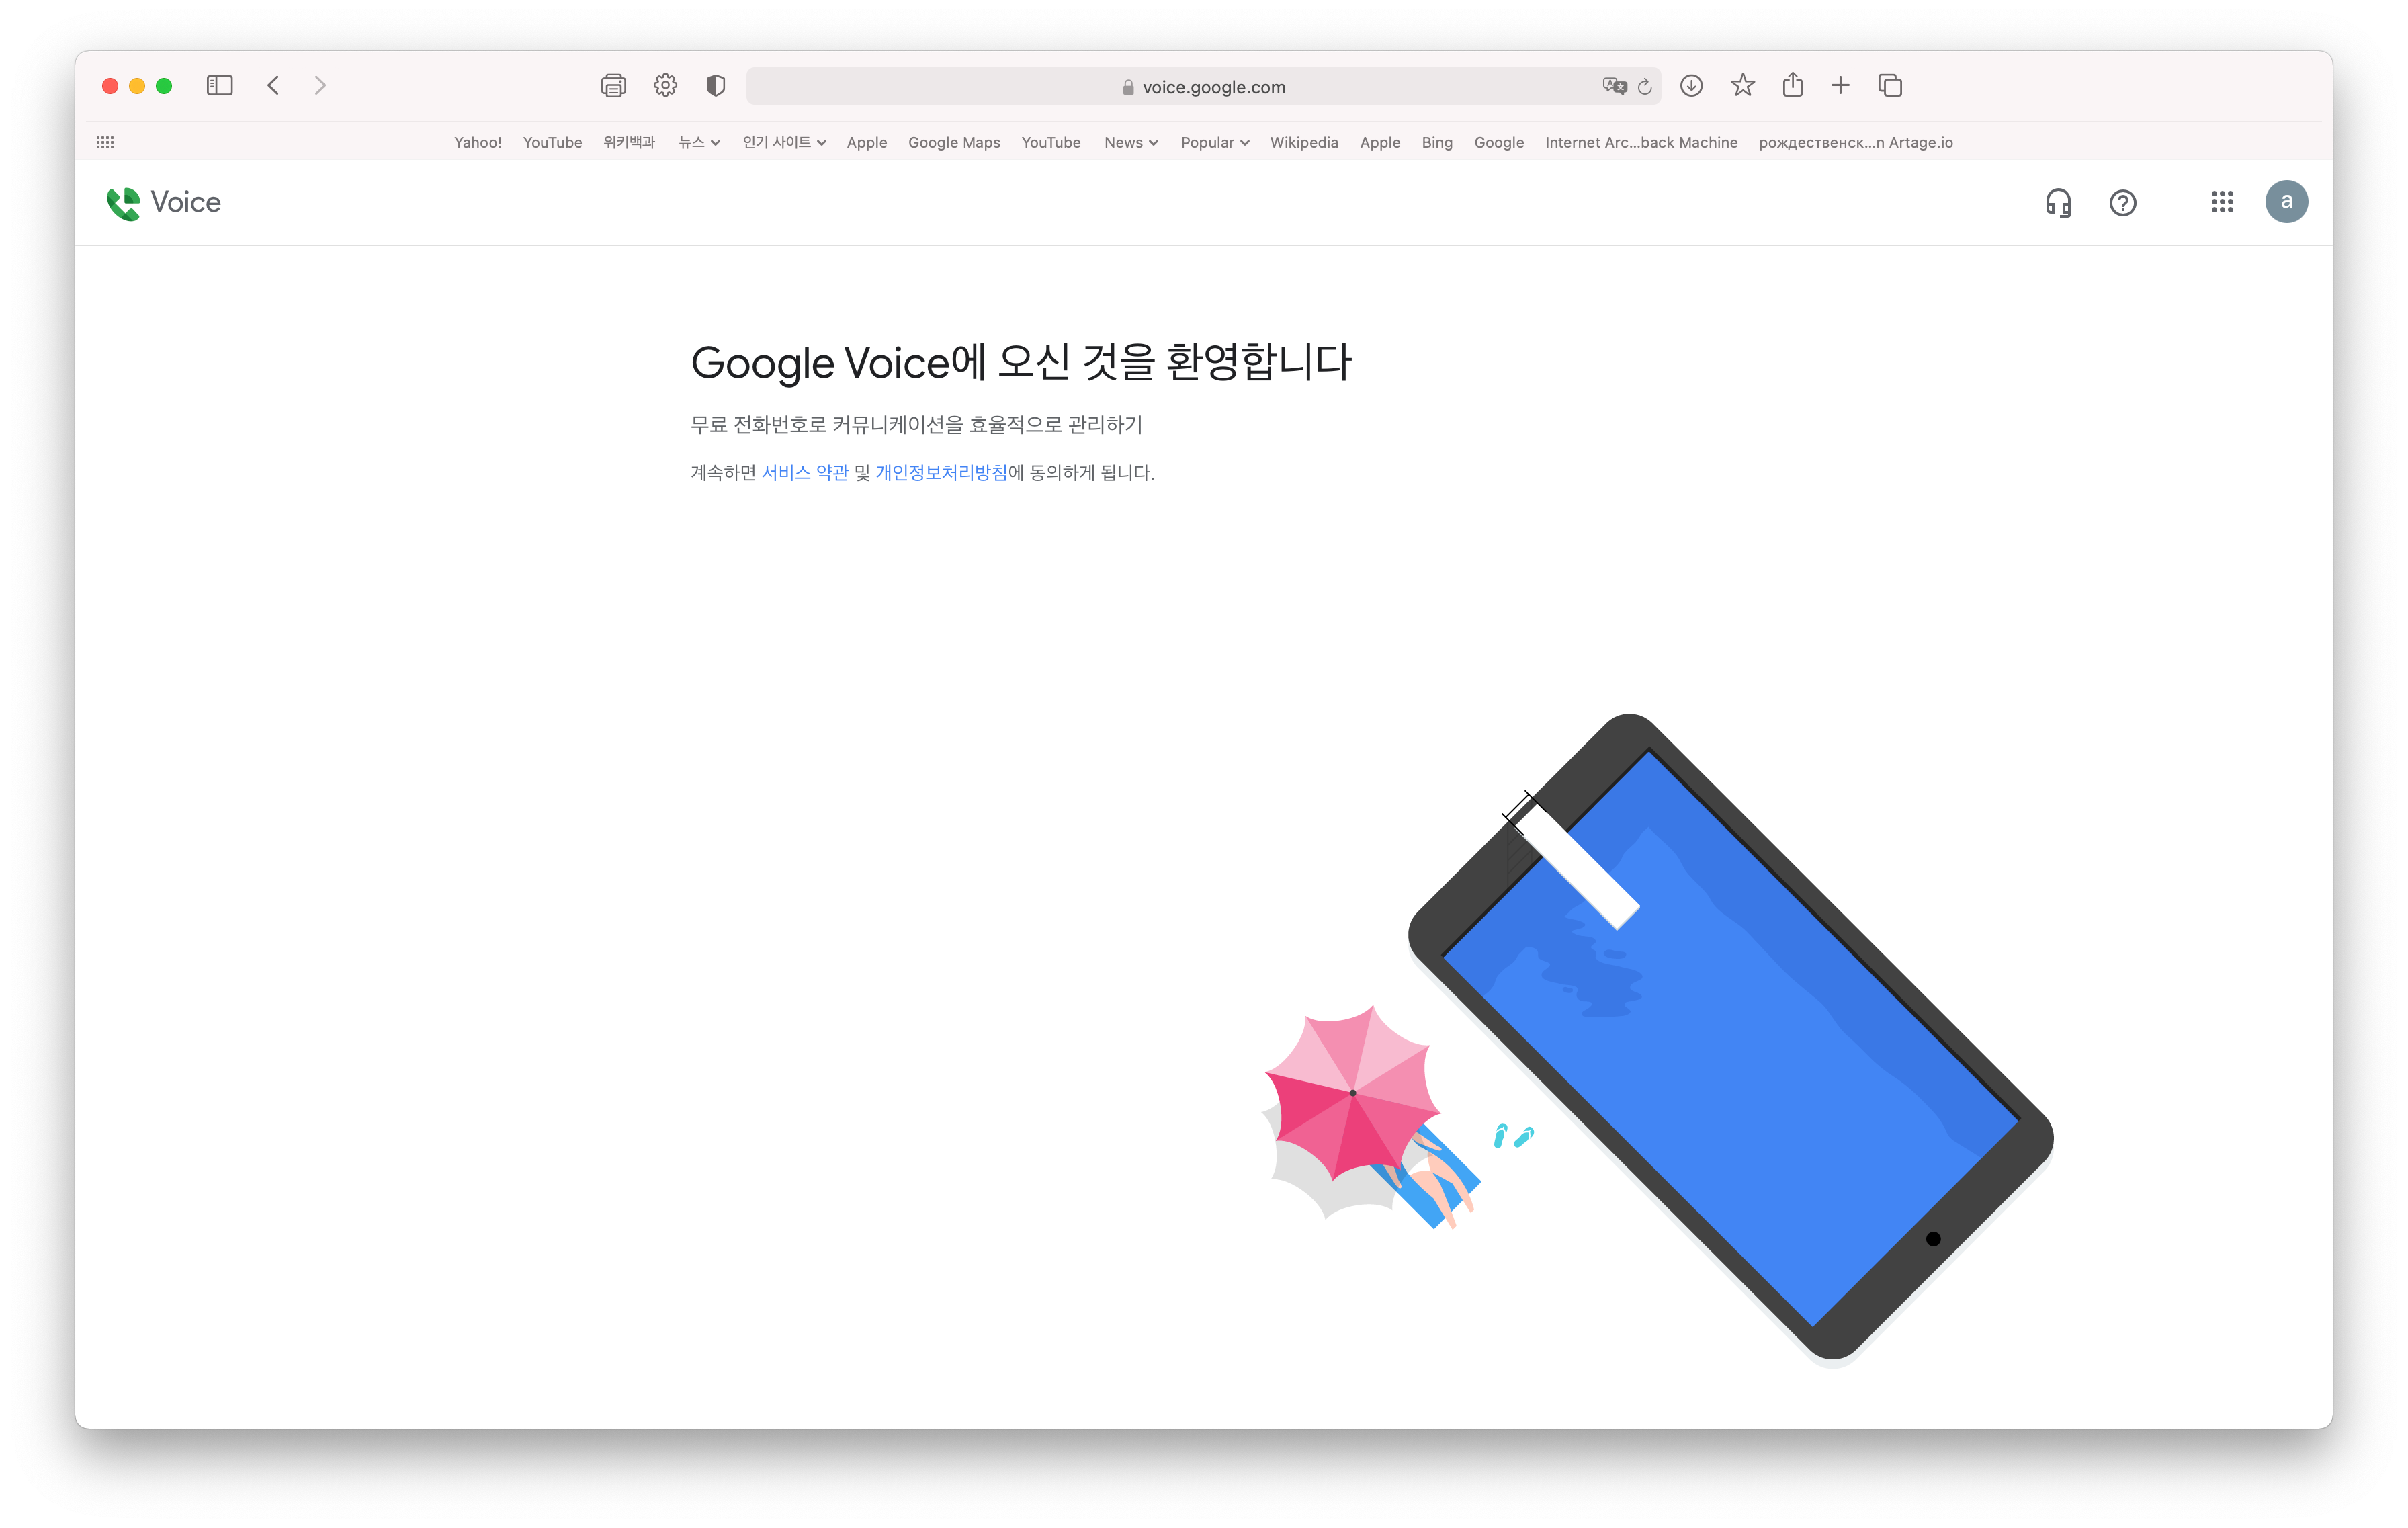 voice.google.com
Yahoo! YouTube 위키백과 뉴스 인기 사이트 Apple Google Maps YouTube News Popular Wikipedia Apple Bing Google Internet Arc...back Machine рождественск...n Artage.io
Voice
a
Google Voice에 오신 것을 환영합니다
무료 전화번호로 커뮤니케이션을 효율적으로 관리하기
계속하면 서비스 약관 및 개인정보처리방침에 동의하게 됩니다.